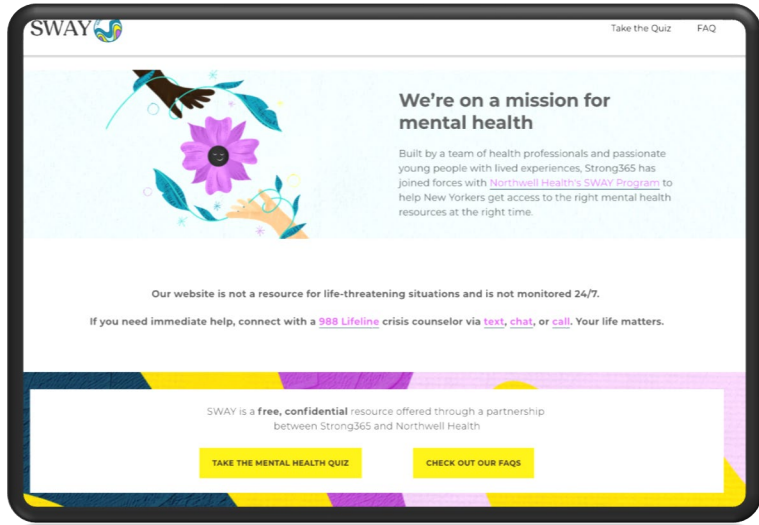 SWAY
Take the Quiz FAQ
We're on a mission for
mental health
Built by a team of health professionals and passionate
young people with lived experiences, Strong365 has
joined forces with Northwell Health's SWAY Program to
help New Yorkers get access to the right mental health
resources at the right time.
Our website is not a resource for life-threatening situations and is not monitored 24/7.
If you need immediate help, connect with a 988 Lifeline crisis counselor via text, chat, or call. Your life matters.
SWAY is a free, confidential resource offered through a partnership
between Strong365 and Northwell Health
TAKE THE MENTAL HEALTH QUIZ
CHECK OUT OUR FAQS